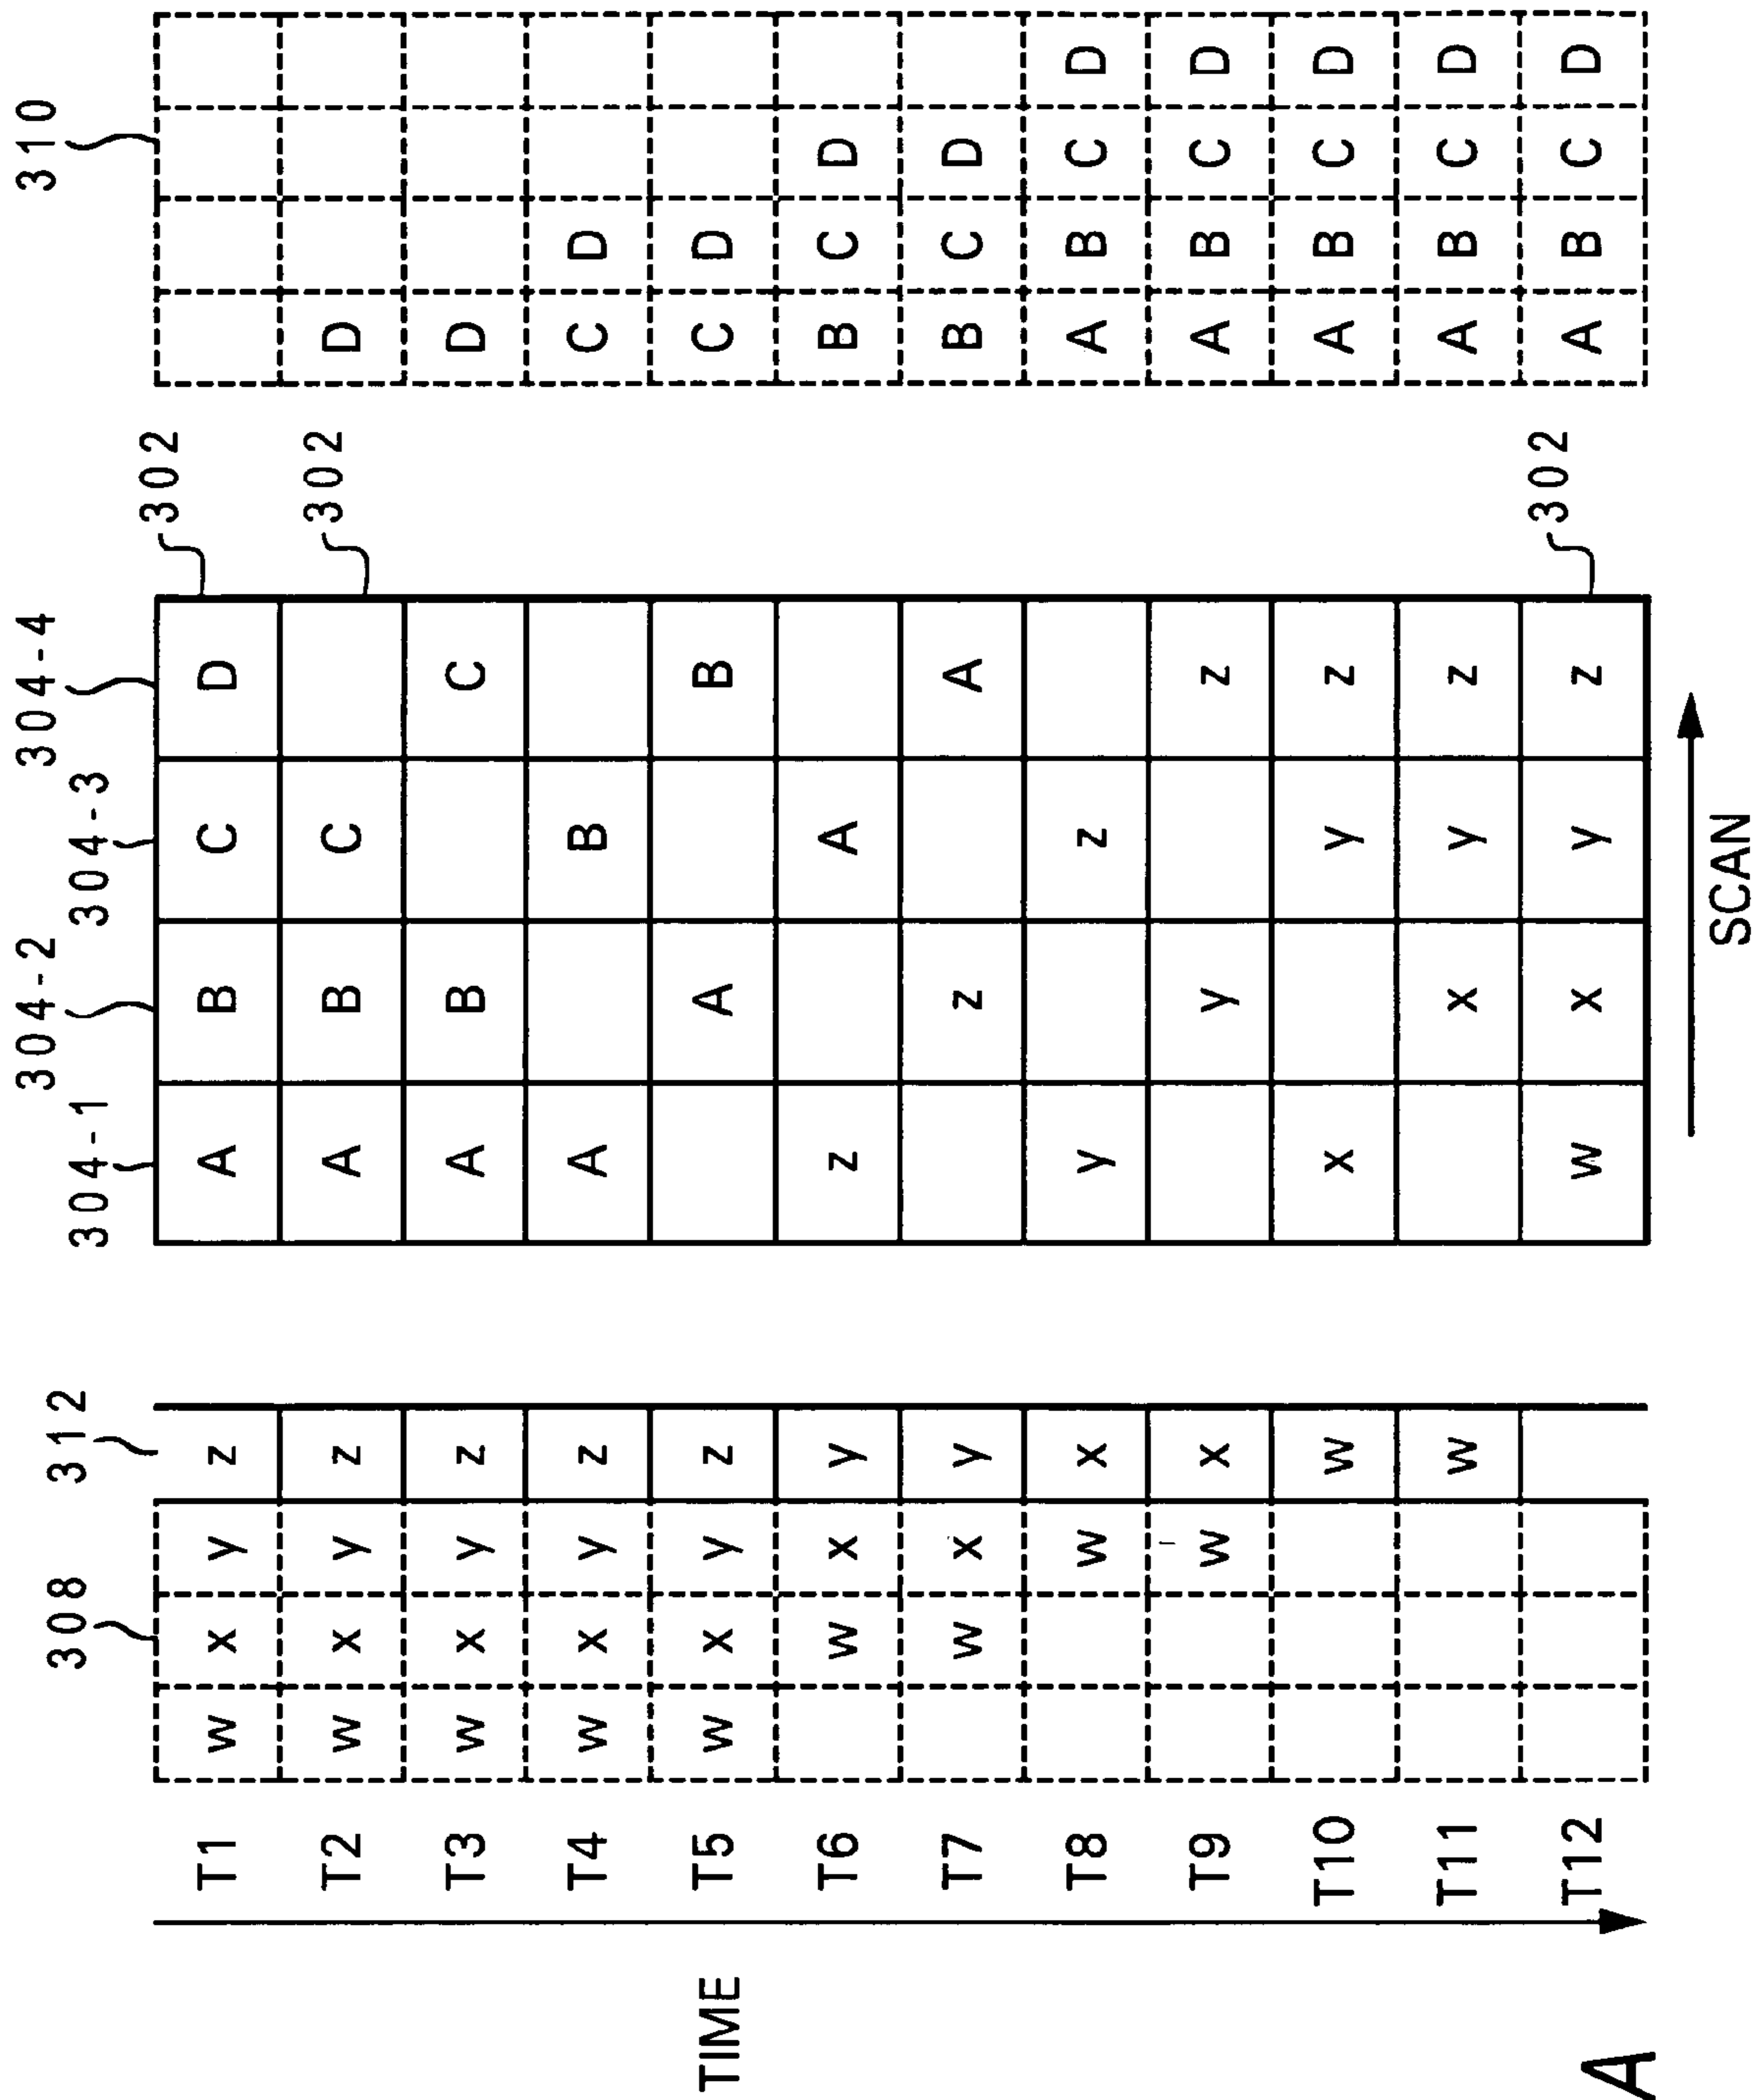 304-2 304-4 310
308 312 304-1 304-3
302
T1 w x y z A B C D
302
T2 w x y z A B C D
T3 w x y z A B C D
T4 w x y z A B C D
TIME
T5 w x y z A B C D
T6 w x y z A B C D
T7 w x y z A B C D
T8 w x y z A B C D
T9 w x y z A B C D
T10 w x y z A B C D
T11 w x y z A B C D
302
T12 w x y z A B C D
A
SCAN